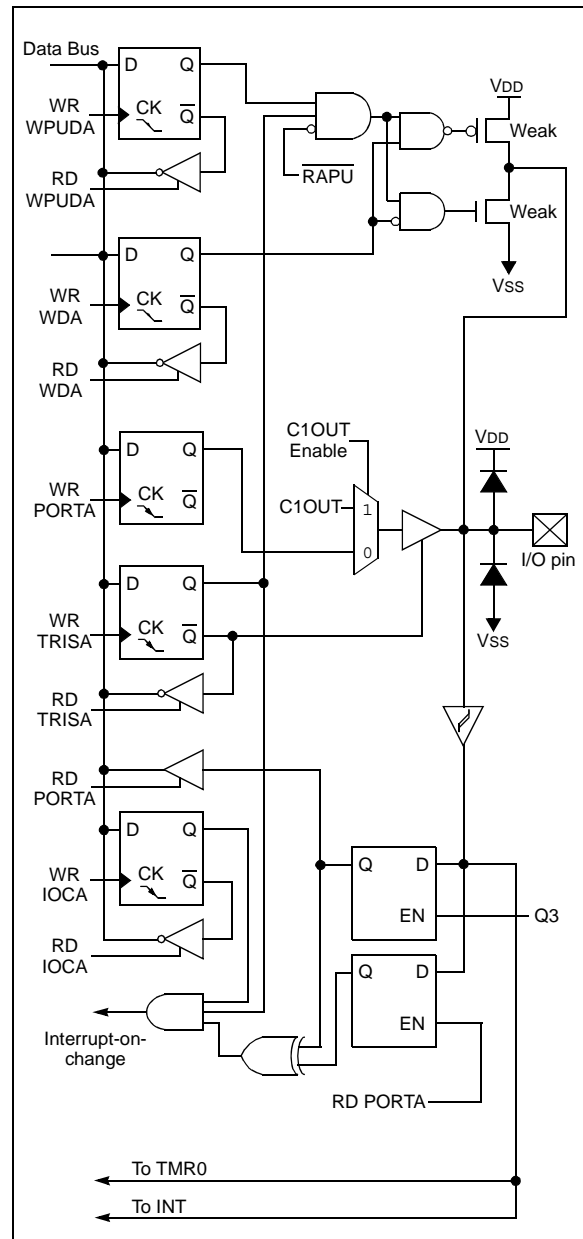 Data Bus
D Q
VDD
WR
WPUDA
CK Q
Weak
RD
WPUDA
RAPU
Weak
D Q
VSS
WR
WDA
CK Q
RD
WDA
D Q
C1OUT
Enable
VDD
WR
PORTA
CK Q
C1OUT
1
0
I/O pin
D Q
WR
TRISA
CK Q
VSS
RD
TRISA
RD
PORTA
D Q
Q D
WR
IOCA
CK Q
EN
Q3
RD
IOCA
Q D
EN
Interrupt-on-
change
RD PORTA
To TMR0
To INT